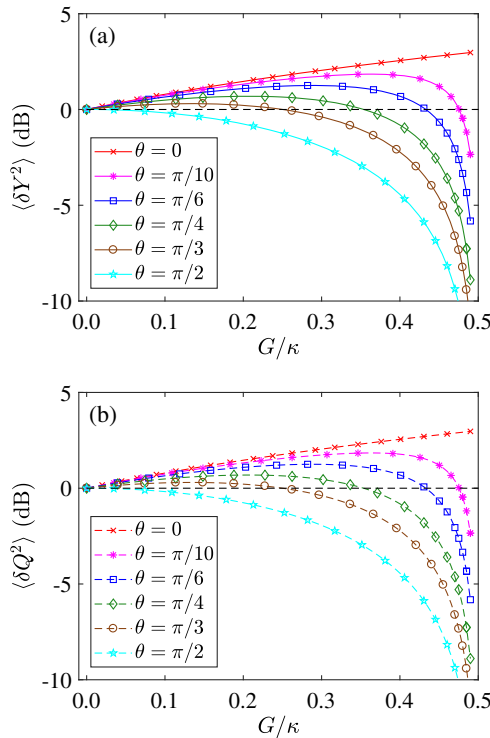 (a)
5
0
-5
-10
⟨δY²⟩ (dB)
θ = 0
θ = π/10
θ = π/6
θ = π/4
θ = π/3
θ = π/2
0.0 0.1 0.2 0.3 0.4 0.5
G/κ
(b)
5
0
-5
-10
⟨δQ²⟩ (dB)
θ = 0
θ = π/10
θ = π/6
θ = π/4
θ = π/3
θ = π/2
0.0 0.1 0.2 0.3 0.4 0.5
G/κ